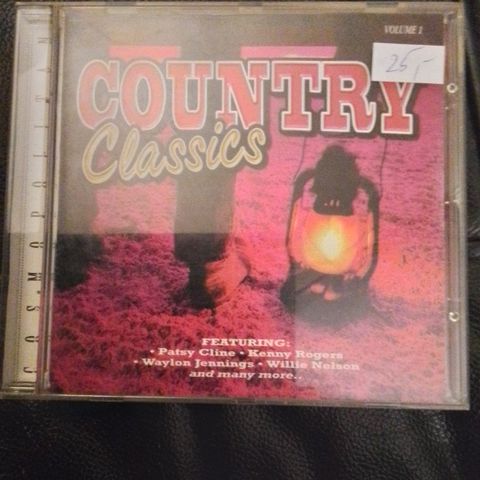 VOLUME 1
25,-
COUNTRY
Classics
COSMOPOLITAN
FEATURING:
• PATSY CLINE • KENNY ROGERS
• WAYLON JENNINGS • WILLIE NELSON
and many more..